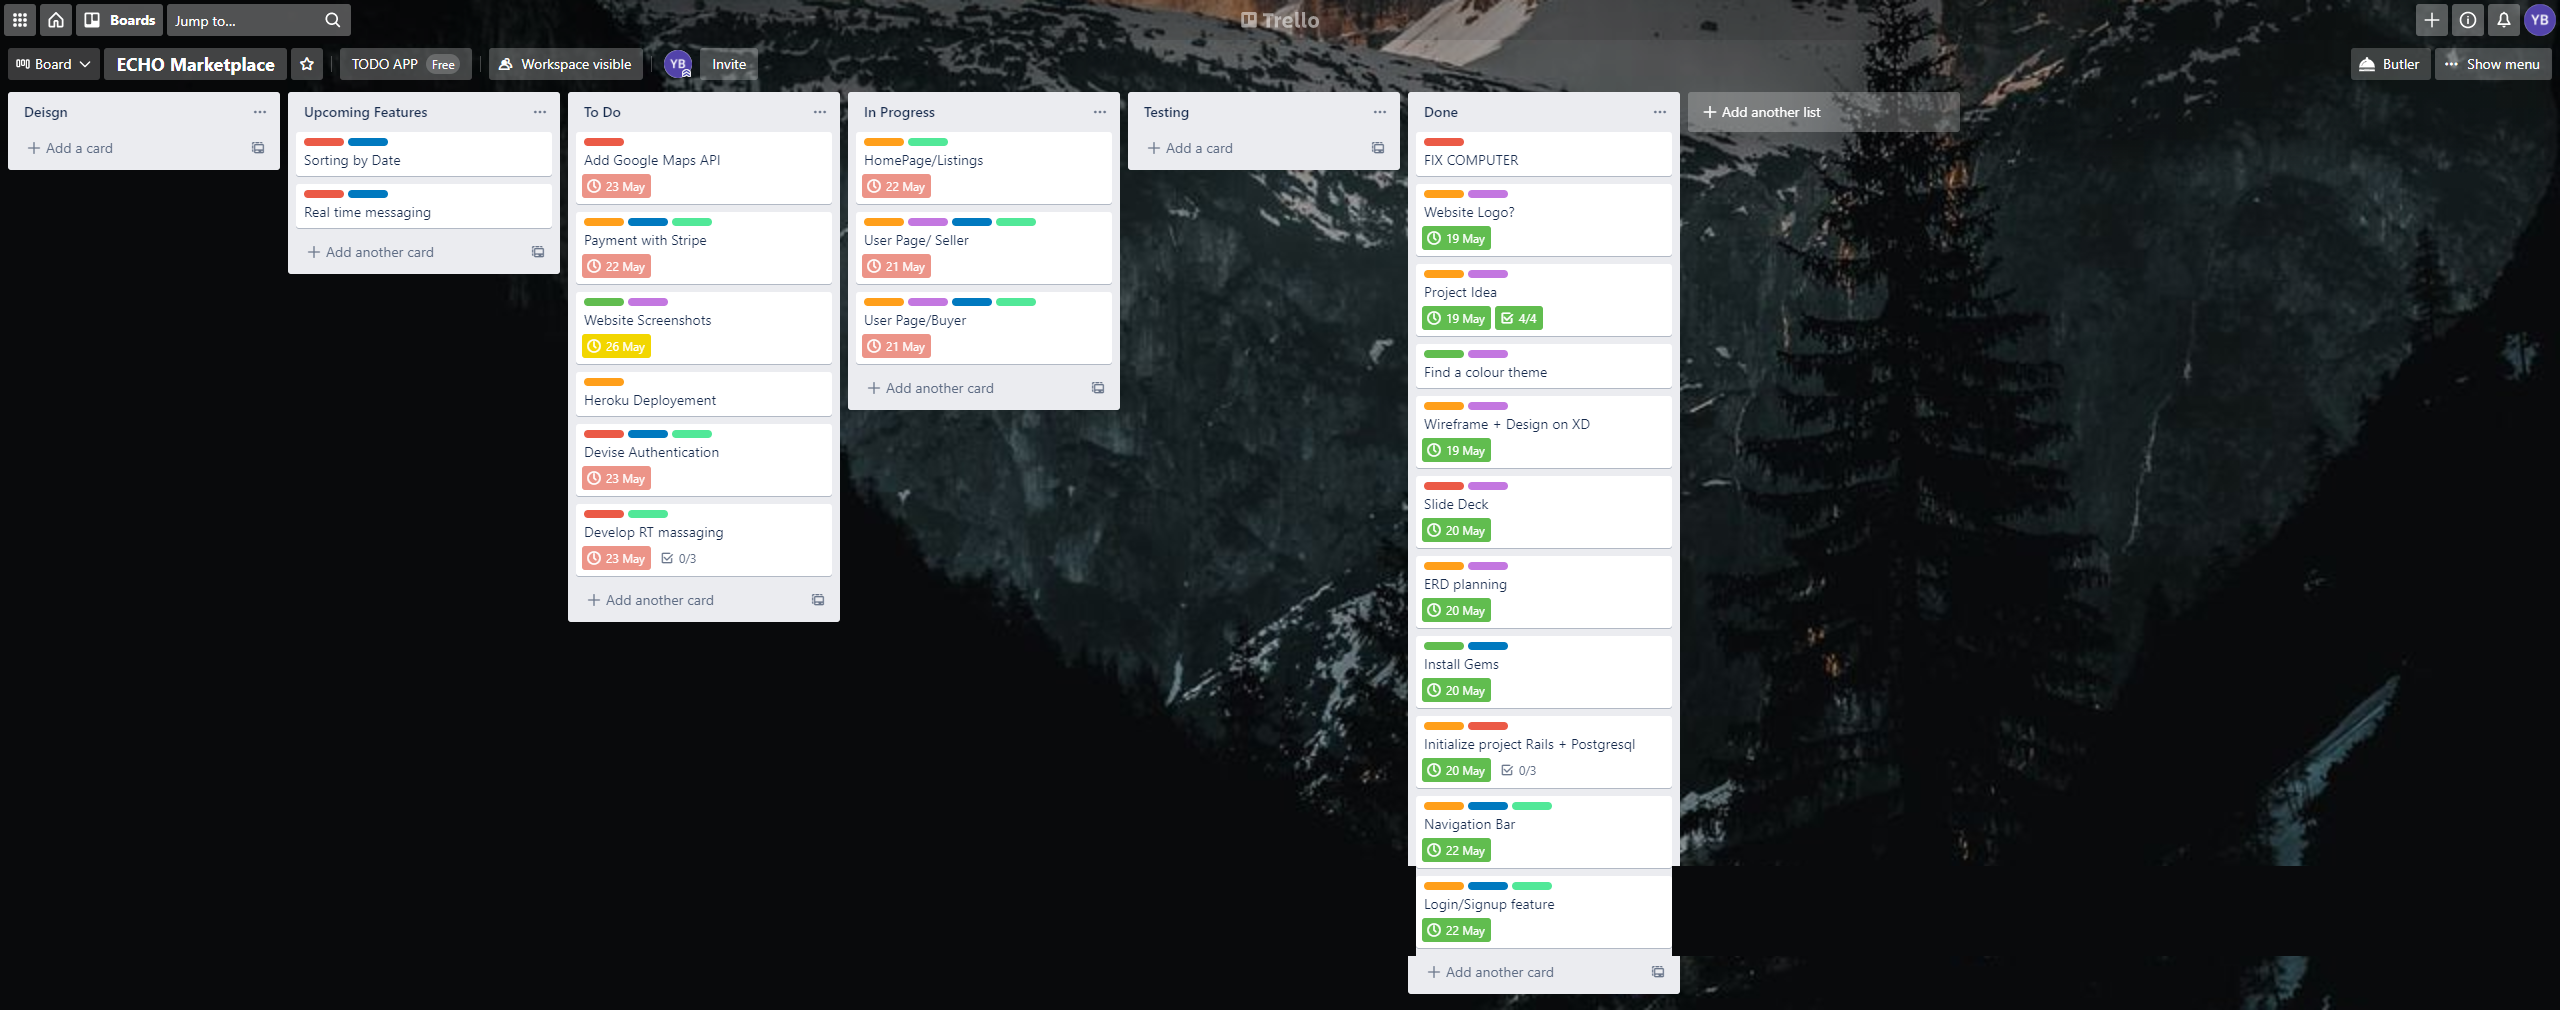 Boards
Jump to...
Trello
YB
Board
ECHO Marketplace
TODO APP Free
Workspace visible
YB
Invite
Butler
Show menu
Deisgn
Add a card
Upcoming Features
Sorting by Date
Real time messaging
Add another card
To Do
Add Google Maps API
23 May
Payment with Stripe
22 May
Website Screenshots
26 May
Heroku Deployement
Devise Authentication
23 May
Develop RT massaging
23 May 0/3
Add another card
In Progress
HomePage/Listings
22 May
User Page/ Seller
21 May
User Page/Buyer
21 May
Add another card
Testing
Add a card
Done
FIX COMPUTER
Website Logo?
19 May
Project Idea
19 May 4/4
Find a colour theme
Wireframe + Design on XD
19 May
Slide Deck
20 May
ERD planning
20 May
Install Gems
20 May
Initialize project Rails + Postgresql
20 May 0/3
Navigation Bar
22 May
Login/Signup feature
22 May
Add another card
Add another list